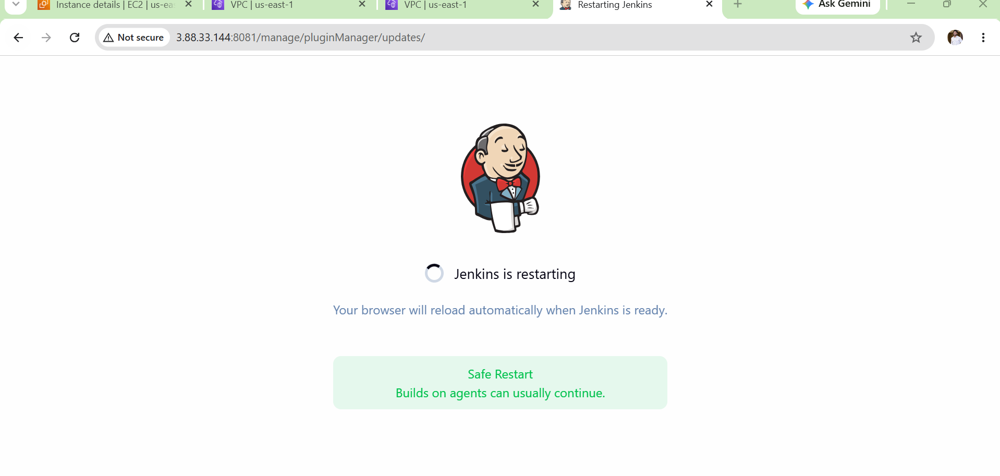 Instance details | EC2 | us-eas
VPC | us-east-1
VPC | us-east-1
Restarting Jenkins
Ask Gemini
Not secure
3.88.33.144:8081/manage/pluginManager/updates/
Jenkins is restarting
Your browser will reload automatically when Jenkins is ready.
Safe Restart
Builds on agents can usually continue.